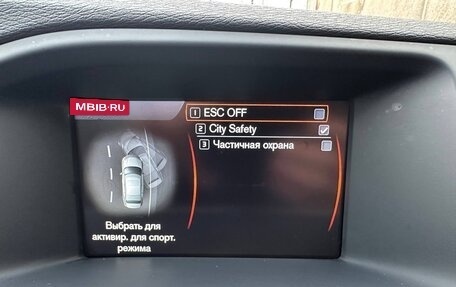 MBIB.RU
1 ESC OFF
2 City Safety
3 Частичная охрана
Выбрать для
активир. для спорт.
режима